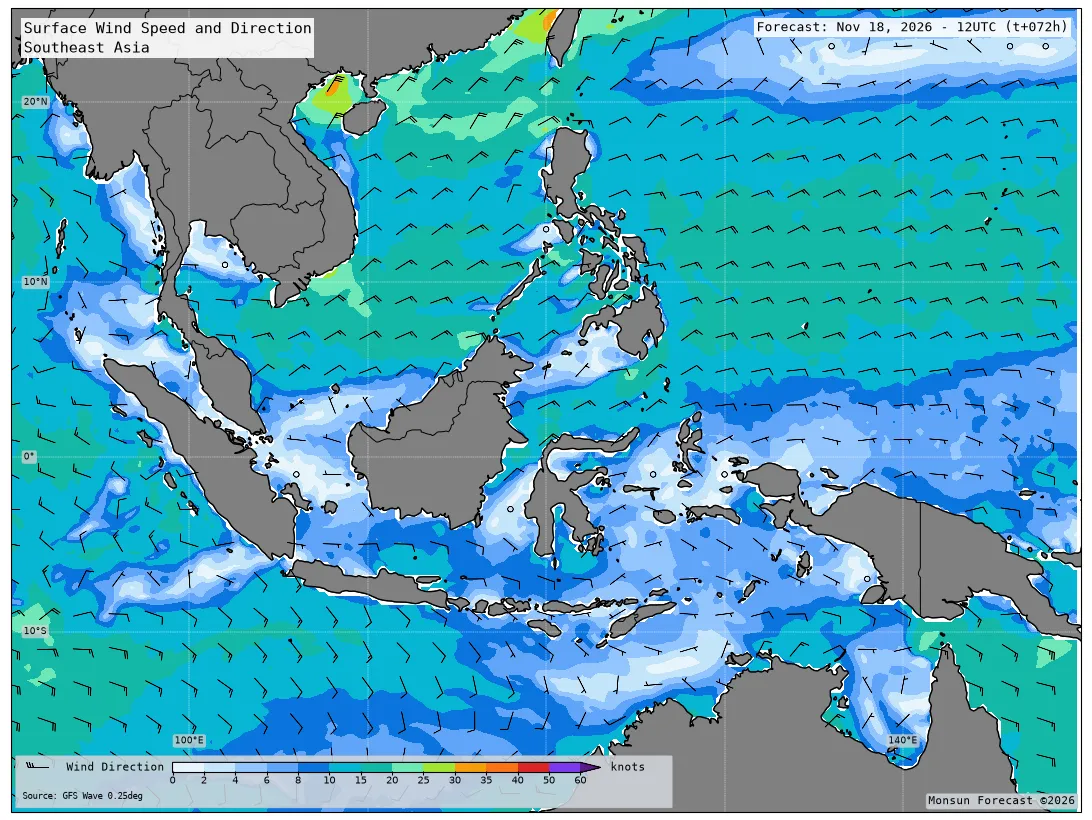 Surface Wind Speed and Direction
Southeast Asia
Forecast: Nov 18, 2026 - 12UTC (t+072h)
20°N
10°N
0°
10°S
100°E
140°E
Wind Direction
0 2 4 6 8 10 15 20 25 30 35 40 50 60
knots
Source: GFS Wave 0.25deg
Monsun Forecast ©2026